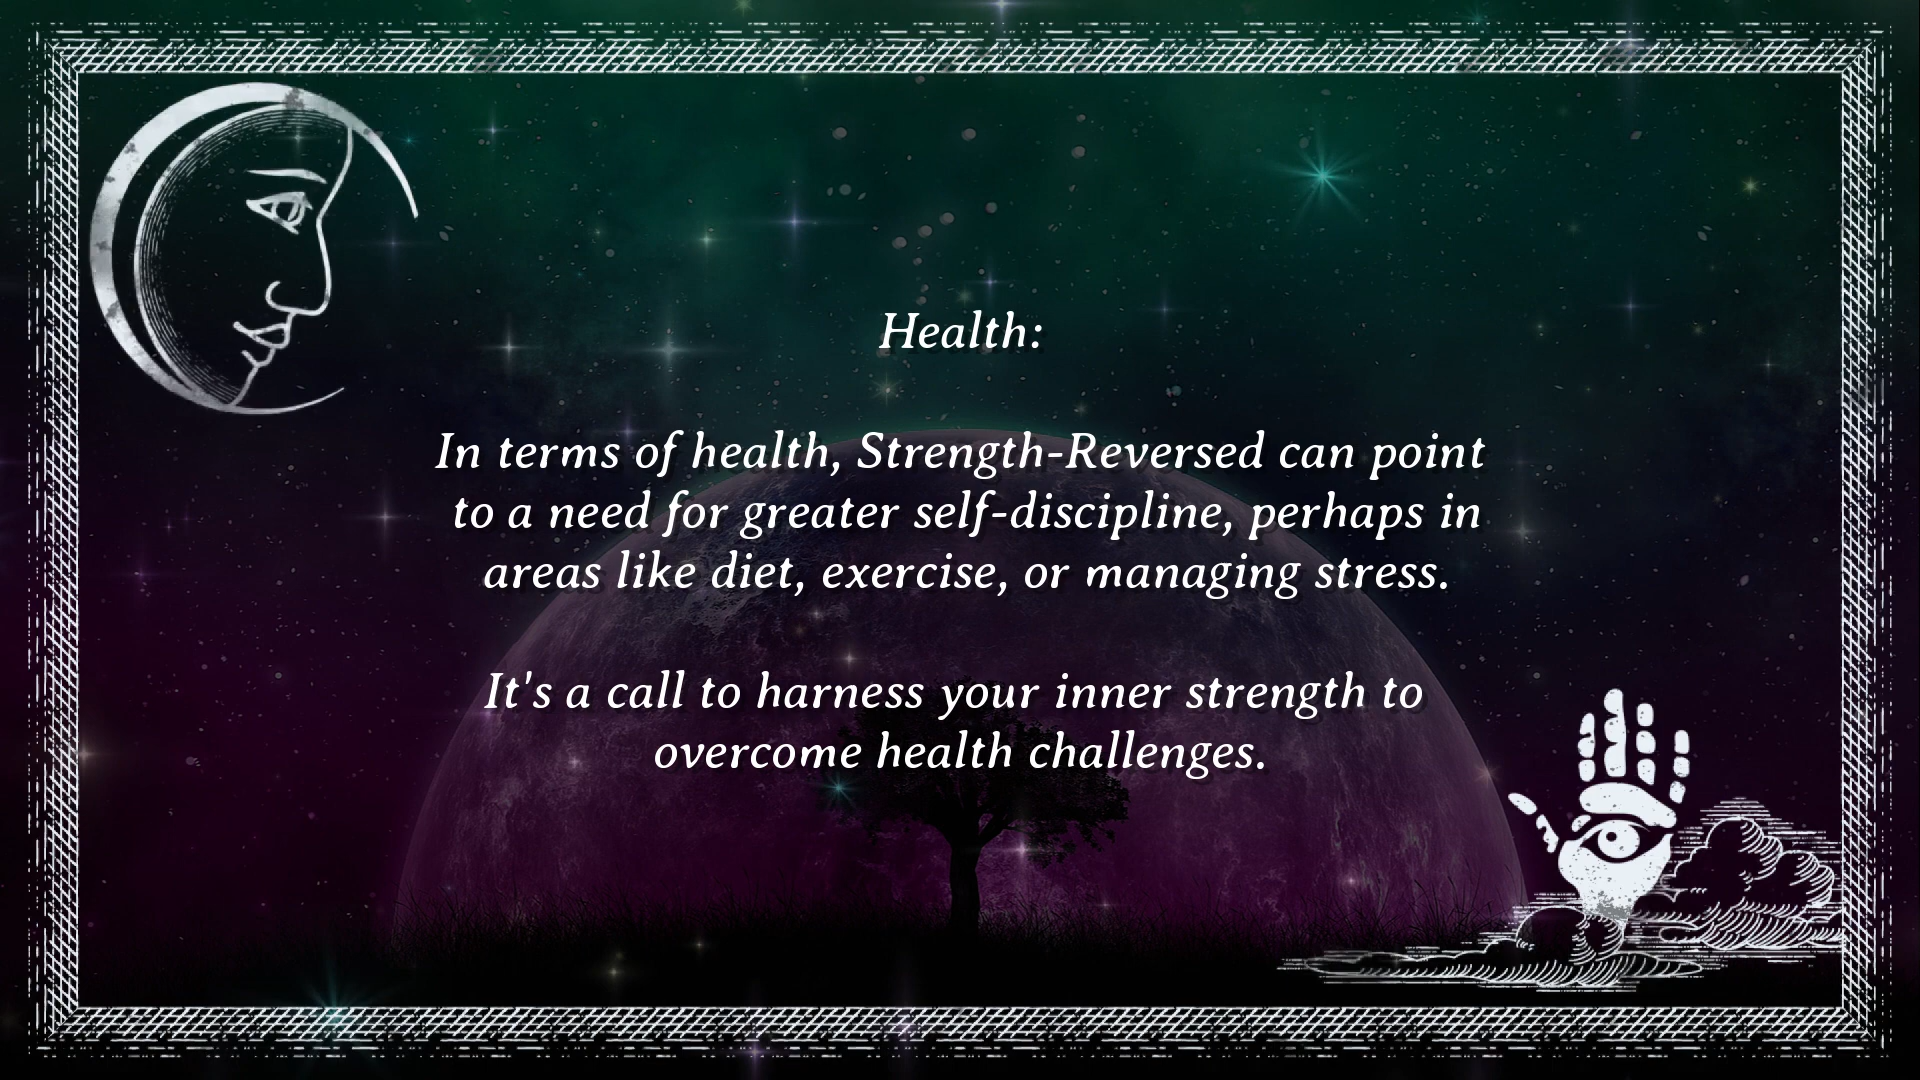 Health:
In terms of health, Strength-Reversed can point
to a need for greater self-discipline, perhaps in
areas like diet, exercise, or managing stress.
It's a call to harness your inner strength to
overcome health challenges.